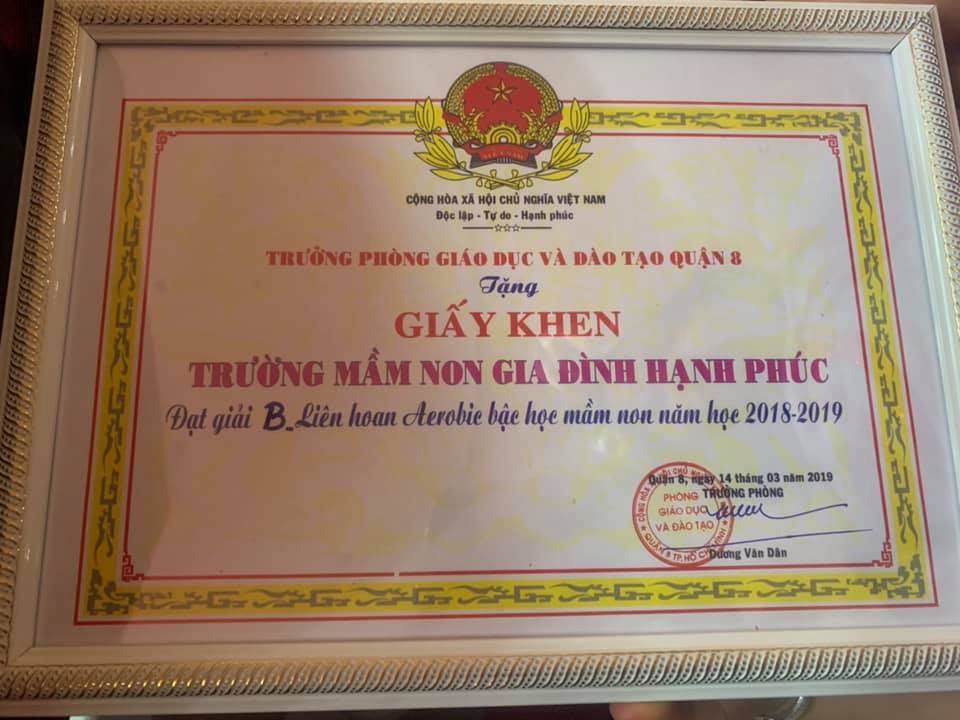 VIỆT NAM
CỘNG HÒA XÃ HỘI CHỦ NGHĨA VIỆT NAM
Độc lập - Tự do - Hạnh phúc
TRƯỞNG PHÒNG GIÁO DỤC VÀ ĐÀO TẠO QUẬN 8
Tặng
GIẤY KHEN
TRƯỜNG MẦM NON GIA ĐÌNH HẠNH PHÚC
Đạt giải B. Liên hoan Aerobic bậc học mầm non năm học 2018-2019
Quận 8, ngày 14 tháng 03 năm 2019
TRƯỞNG PHÒNG
PHÒNG
GIÁO DỤC
VÀ ĐÀO TẠO
Dương Văn Dân